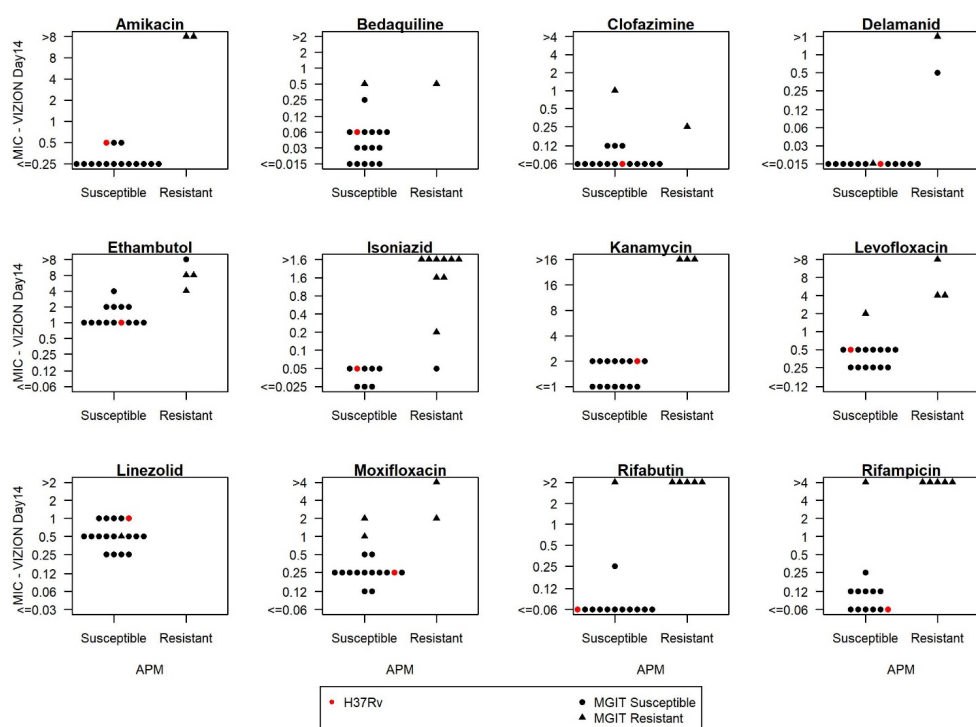 Amikacin
^MIC - VIZION Day14
>8
8
4
2
1
0.5
<=0.25
Susceptible Resistant
Bedaquiline
>2
2
1
0.5
0.25
0.06
0.03
<=0.015
Susceptible Resistant
Clofazimine
>4
4
2
1
0.5
0.25
0.12
<=0.06
Susceptible Resistant
Delamanid
>1
0.5
0.25
0.12
0.06
0.03
<=0.015
Susceptible Resistant
Ethambutol
^MIC - VIZION Day14
>8
8
4
2
1
0.5
0.25
0.12
<=0.06
Susceptible Resistant
Isoniazid
>1.6
1.6
0.8
0.4
0.2
0.1
0.05
<=0.025
Susceptible Resistant
Kanamycin
>16
16
8
4
2
<=1
Susceptible Resistant
Levofloxacin
>8
8
4
2
1
0.5
0.25
<=0.12
Susceptible Resistant
Linezolid
^MIC - VIZION Day14
>2
2
1
0.5
0.25
0.12
0.06
<=0.03
Susceptible Resistant
APM
Moxifloxacin
>4
4
2
1
0.5
0.25
0.12
<=0.06
Susceptible Resistant
APM
Rifabutin
>2
2
1
0.5
0.25
0.12
<=0.06
Susceptible Resistant
APM
Rifampicin
>4
4
2
1
0.5
0.25
0.12
<=0.06
Susceptible Resistant
APM
H37Rv
MGIT Susceptible
MGIT Resistant